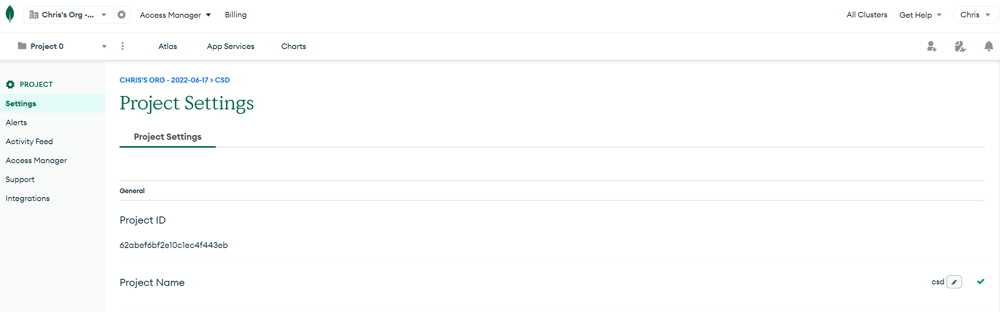 Chris's Org -...
Access Manager
Billing
All Clusters
Get Help
Chris
Project 0
Atlas
App Services
Charts
PROJECT
Settings
Alerts
Activity Feed
Access Manager
Support
Integrations
CHRIS'S ORG - 2022-06-17 > CSD
Project Settings
Project Settings
General
Project ID
62abef6bf2e10c1ec4f443eb
Project Name
csd